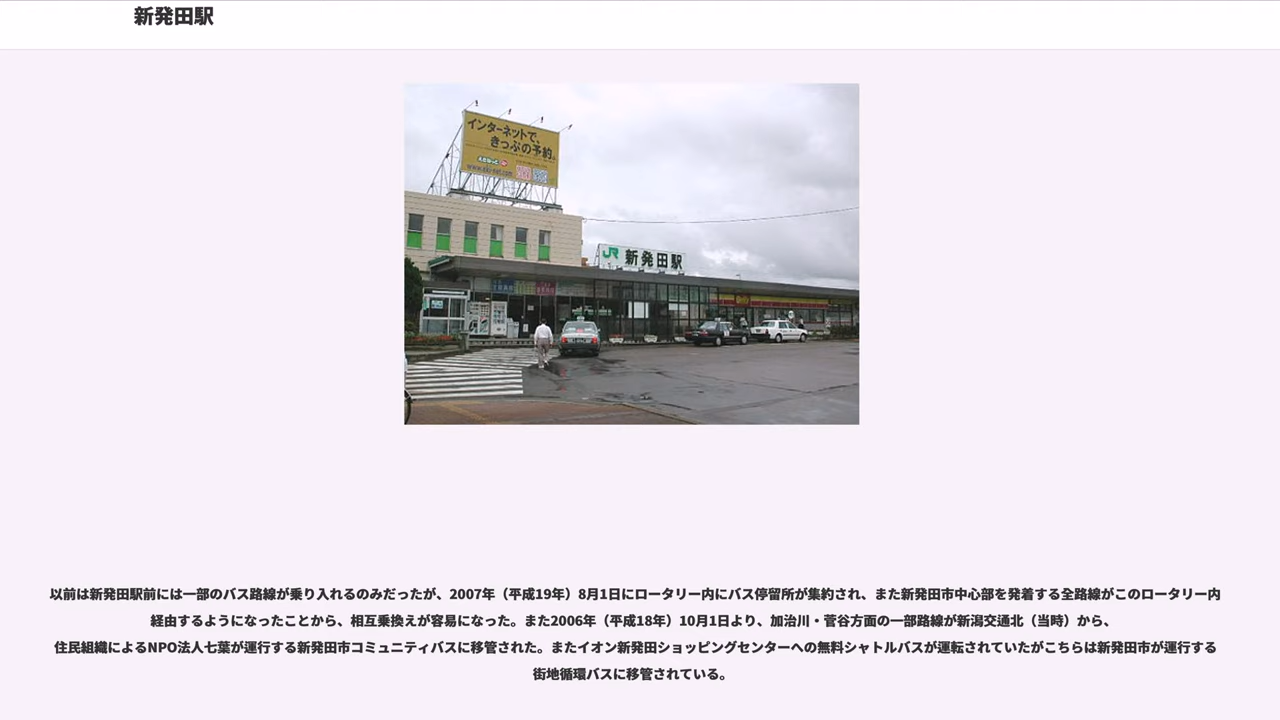 新発田駅
インターネットで、
きっぷの予約。
えきねっと
www.eki-net.com
JR 新発田駅
以前は新発田駅前には一部のバス路線が乗り入れるのみだったが、2007年（平成19年）8月1日にロータリー内にバス停留所が集約され、また新発田市中心部を発着する全路線がこのロータリー内
経由するようになったことから、相互乗換えが容易になった。また2006年（平成18年）10月1日より、加治川・菅谷方面の一部路線が新潟交通北（当時）から、
住民組織によるNPO法人七葉が運行する新発田市コミュニティバスに移管された。またイオン新発田ショッピングセンターへの無料シャトルバスが運転されていたがこちらは新発田市が運行する
街地循環バスに移管されている。